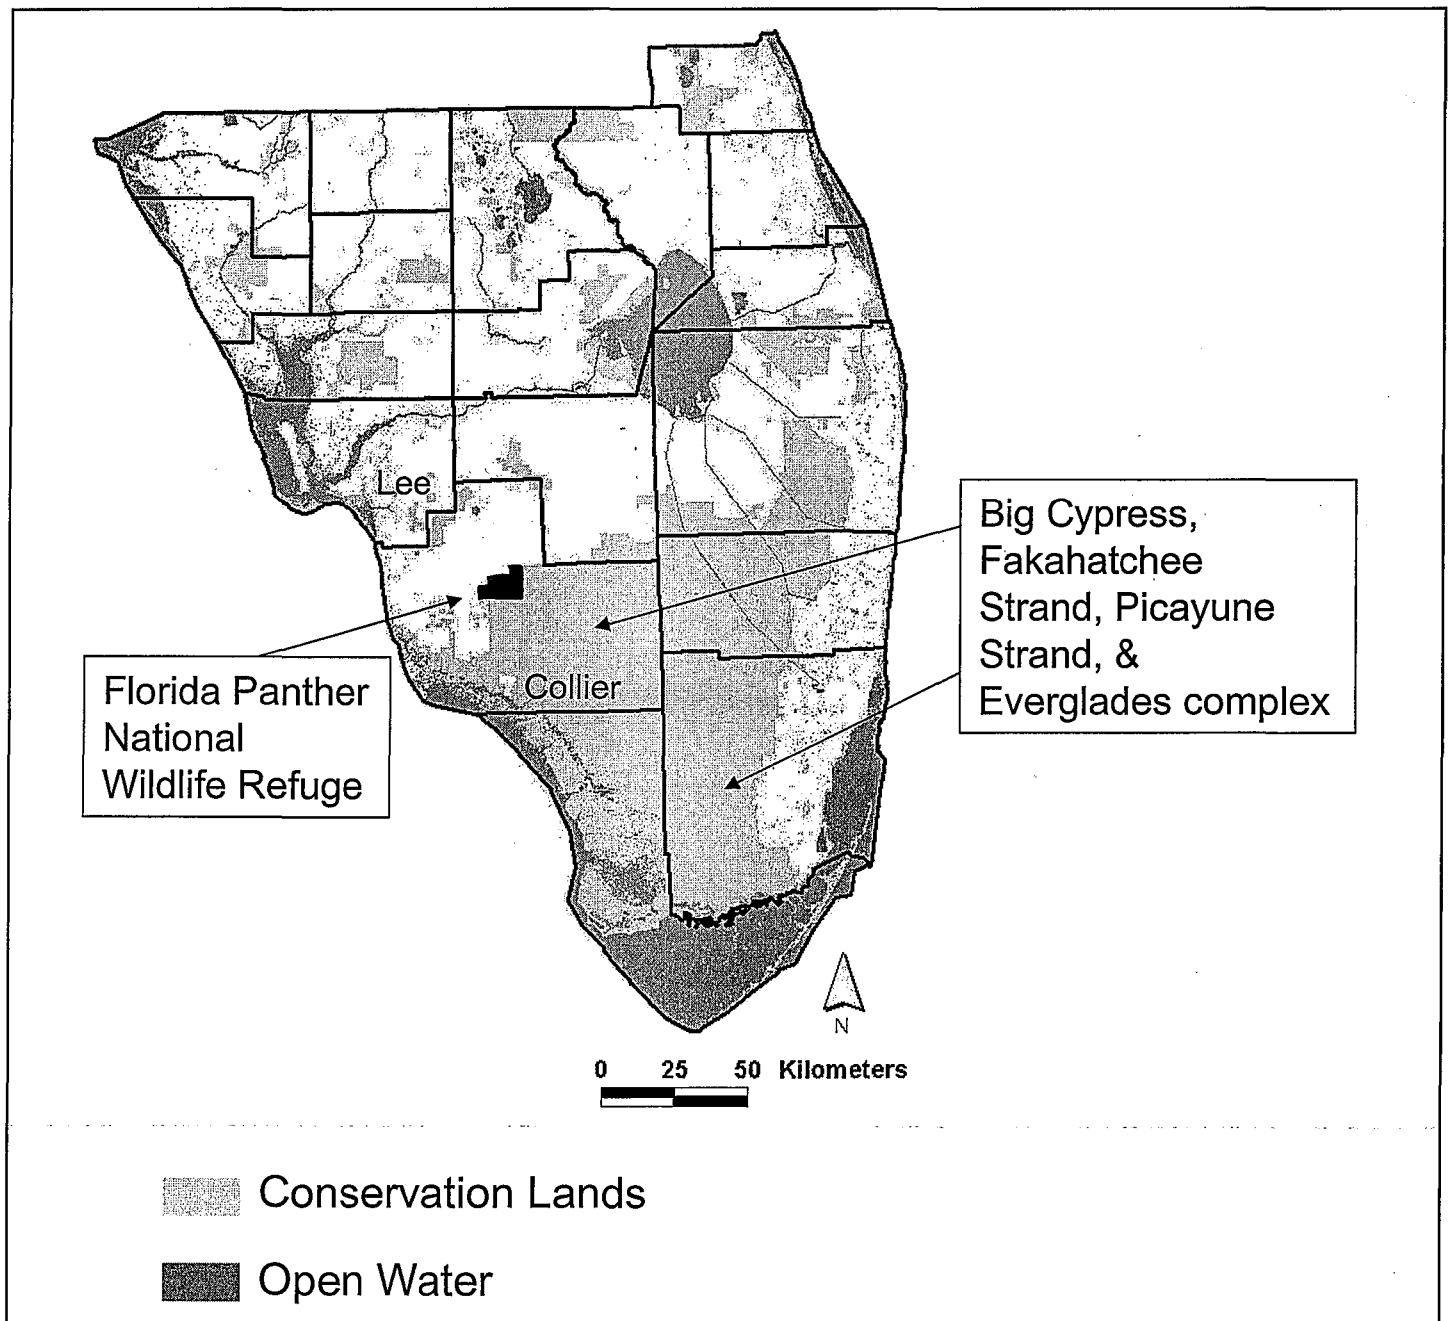 Lee
Big Cypress,
Fakahatchee
Strand, Picayune
Strand, &
Everglades complex
Florida Panther
National
Wildlife Refuge
Collier
N
0 25 50 Kilometers
Conservation Lands
Open Water